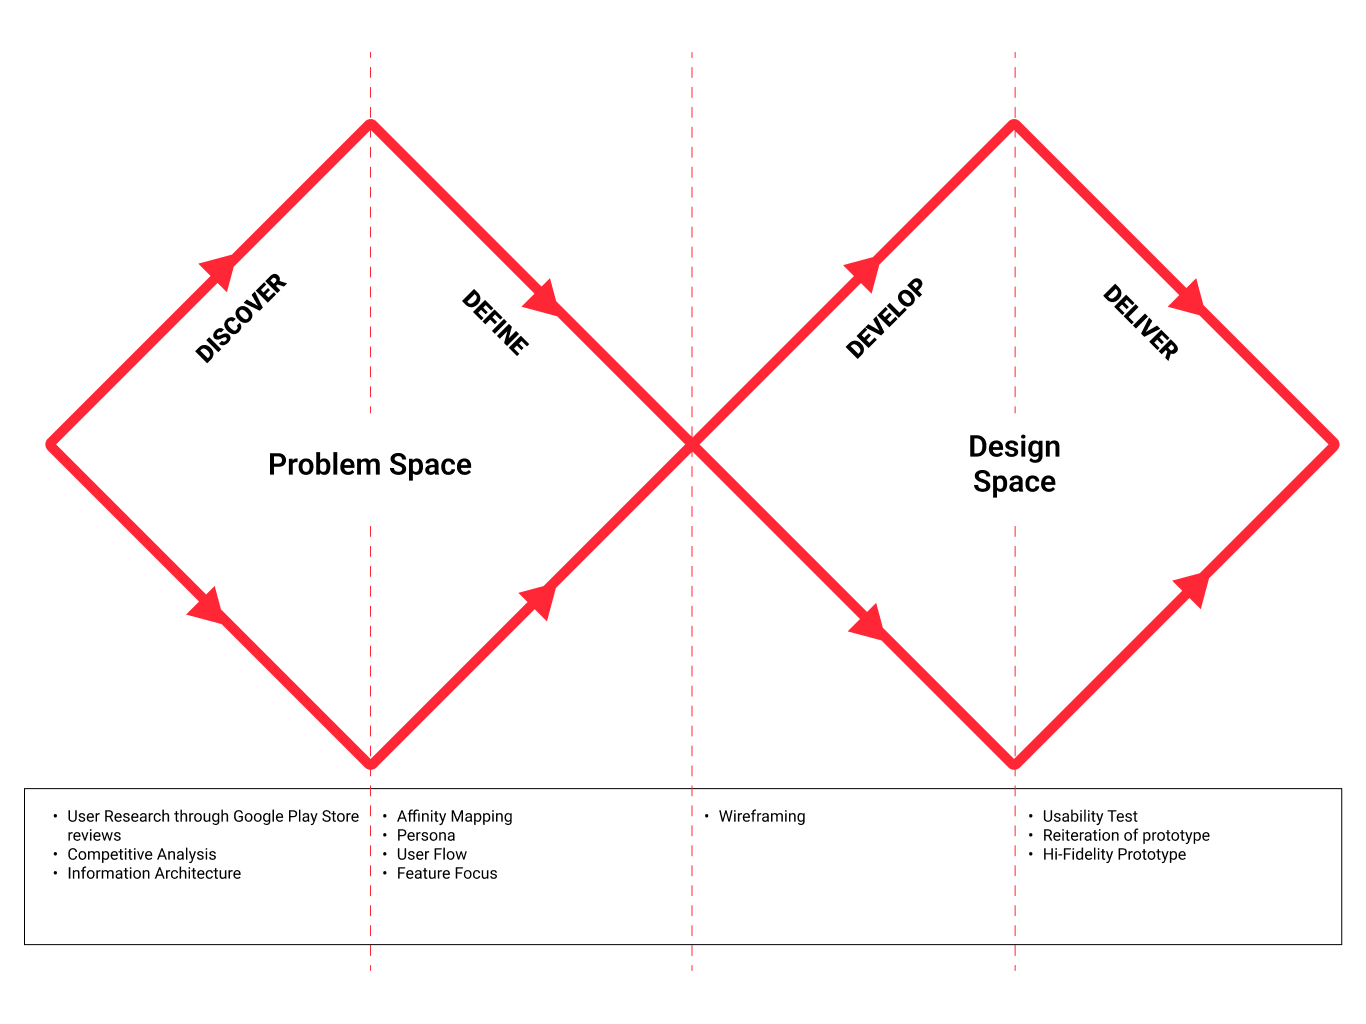 DISCOVER
DEFINE
DEVELOP
DELIVER
Problem Space
Design
Space
• User Research through Google Play Store
reviews
• Competitive Analysis
• Information Architecture
• Affinity Mapping
• Persona
• User Flow
• Feature Focus
• Wireframing
• Usability Test
• Reiteration of prototype
• Hi-Fidelity Prototype